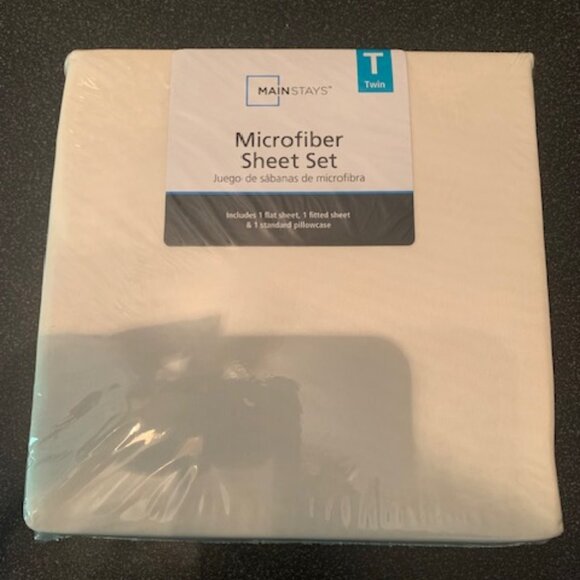 T
Twin
MAINSTAYS™
Microfiber
Sheet Set
Juego de sábanas de microfibra
Includes 1 flat sheet, 1 fitted sheet
& 1 standard pillowcase